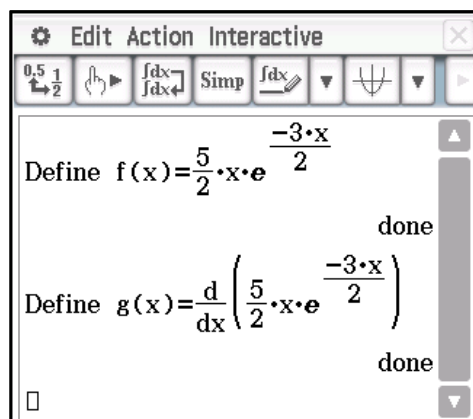 Edit Action Interactive
0.5 1/2 ∫dx ∫dx Simp ∫dx
Define f(x)=5/2·x·e^(-3·x/2)
done
Define g(x)=d/dx(5/2·x·e^(-3·x/2))
done